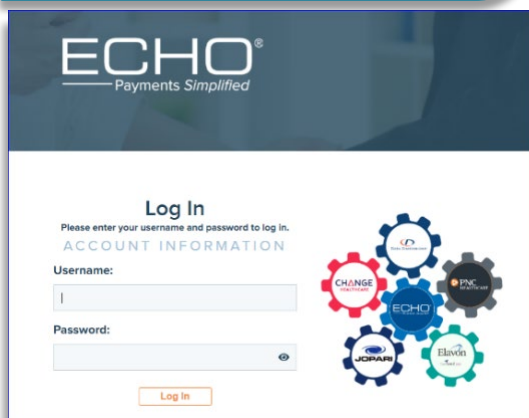 ECHO®
Payments Simplified
Log In
Please enter your username and password to log in.
ACCOUNT INFORMATION
Username:
Password:
Log In
CHANGE
HEALTHCARE
PNC
HEALTHCARE
ECHO
JOPARI
Elavon